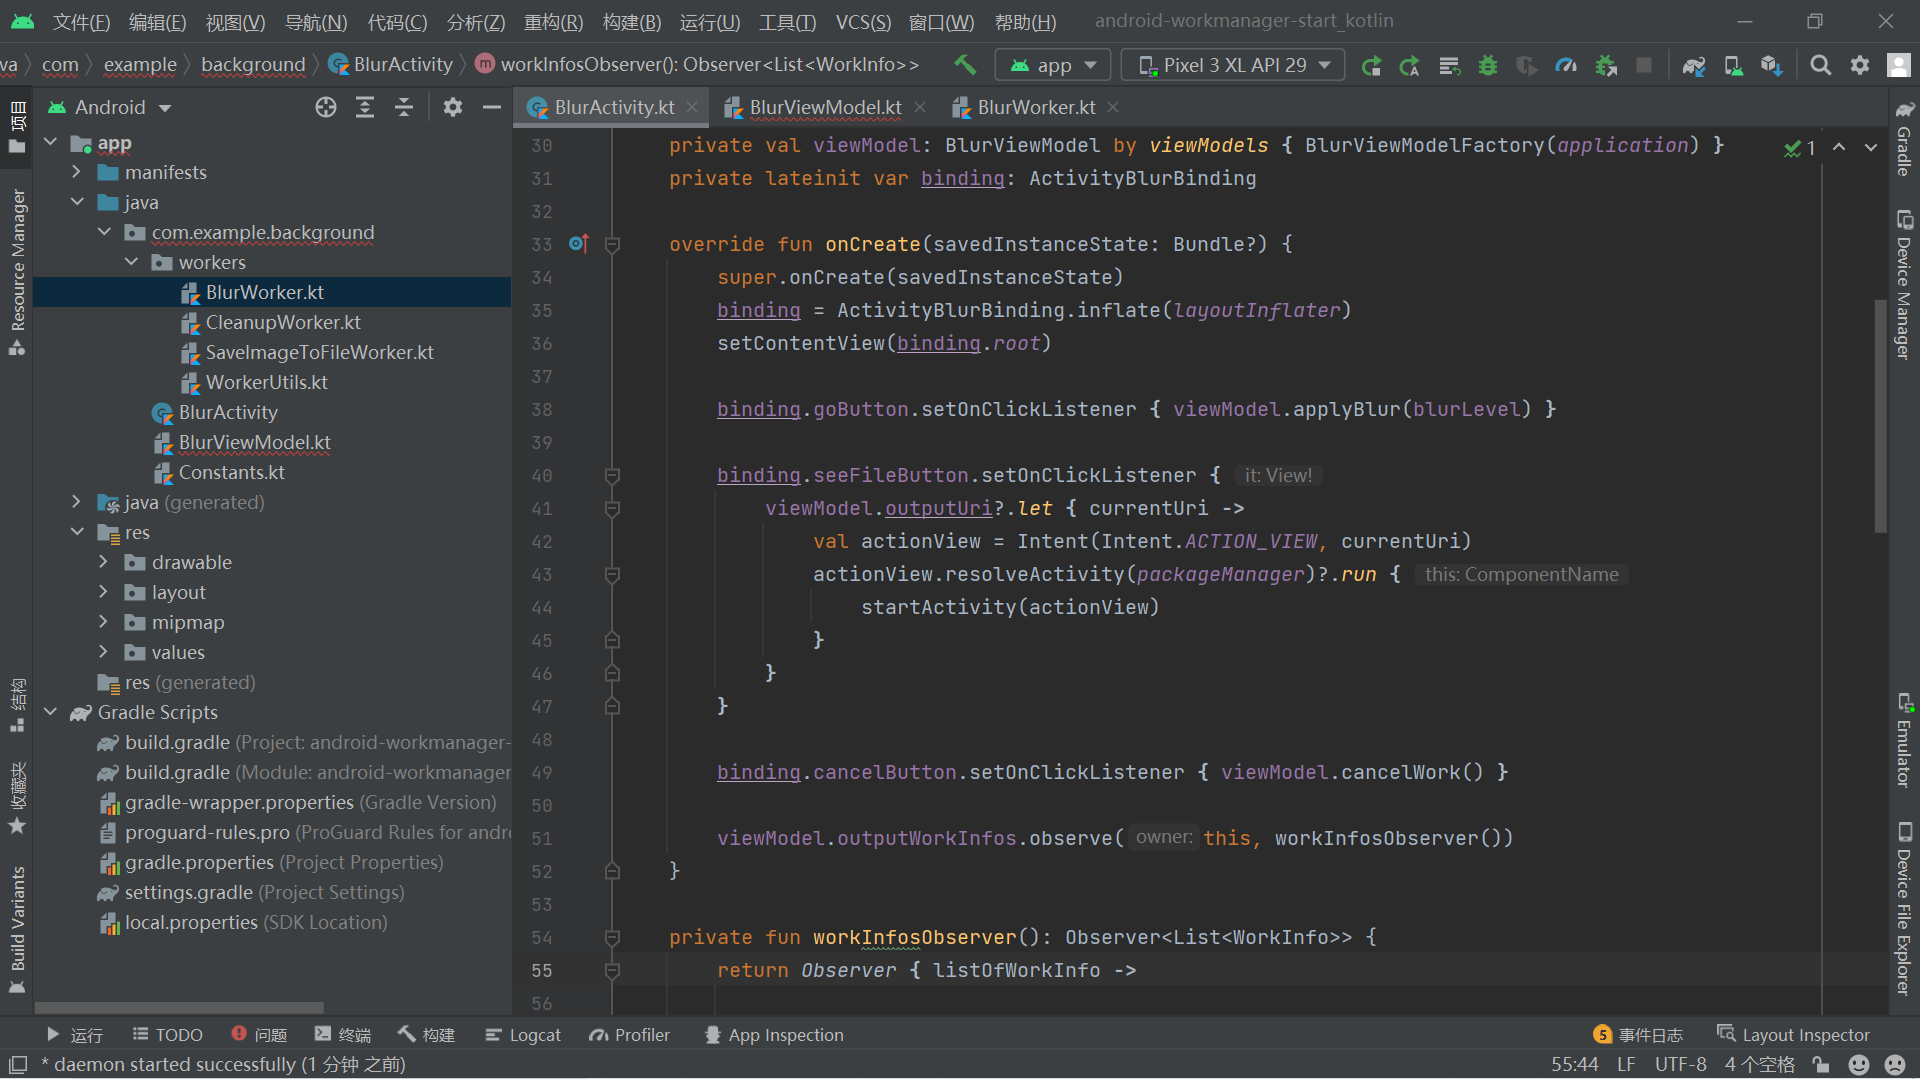 文件(F) 编辑(E) 视图(V) 导航(N) 代码(C) 分析(Z) 重构(R) 构建(B) 运行(U) 工具(T) VCS(S) 窗口(W) 帮助(H) android-workmanager-start_kotlin
va com example background BlurActivity workInfosObserver(): Observer<List<WorkInfo>> app Pixel 3 XL API 29
Android
BlurActivity.kt BlurViewModel.kt BlurWorker.kt
项目
Resource Manager
结构
收藏夹
Build Variants
app
manifests
java
com.example.background
workers
BlurWorker.kt
CleanupWorker.kt
SaveImageToFileWorker.kt
WorkerUtils.kt
BlurActivity
BlurViewModel.kt
Constants.kt
java (generated)
res
drawable
layout
mipmap
values
res (generated)
Gradle Scripts
build.gradle (Project: android-workmanager-
build.gradle (Module: android-workmanager
gradle-wrapper.properties (Gradle Version)
proguard-rules.pro (ProGuard Rules for andro
gradle.properties (Project Properties)
settings.gradle (Project Settings)
local.properties (SDK Location)
30 private val viewModel: BlurViewModel by viewModels { BlurViewModelFactory(application) } 1
31 private lateinit var binding: ActivityBlurBinding
32
33 override fun onCreate(savedInstanceState: Bundle?) {
34 super.onCreate(savedInstanceState)
35 binding = ActivityBlurBinding.inflate(layoutInflater)
36 setContentView(binding.root)
37
38 binding.goButton.setOnClickListener { viewModel.applyBlur(blurLevel) }
39
40 binding.seeFileButton.setOnClickListener { it: View!
41 viewModel.outputUri?.let { currentUri ->
42 val actionView = Intent(Intent.ACTION_VIEW, currentUri)
43 actionView.resolveActivity(packageManager)?.run { this: ComponentName
44 startActivity(actionView)
45 }
46 }
47 }
48
49 binding.cancelButton.setOnClickListener { viewModel.cancelWork() }
50
51 viewModel.outputWorkInfos.observe( owner: this, workInfosObserver())
52 }
53
54 private fun workInfosObserver(): Observer<List<WorkInfo>> {
55 return Observer { listOfWorkInfo ->
56
Gradle
Device Manager
Emulator
Device File Explorer
运行 TODO 问题 终端 构建 Logcat Profiler App Inspection 5 事件日志 Layout Inspector
* daemon started successfully (1 分钟 之前) 55:44 LF UTF-8 4 个空格